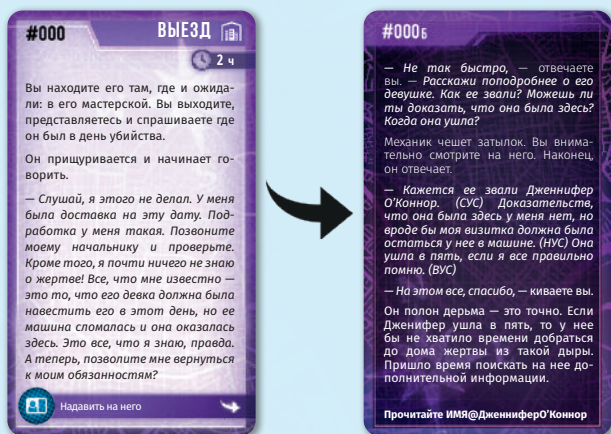 #000
ВЫЕЗД
2 ч
Вы находите его там, где и ожида-
ли: в его мастерской. Вы выходите,
представляетесь и спрашиваете где
он был в день убийства.
Он прищуривается и начинает го-
ворить.
— Слушай, я этого не делал. У меня
была доставка на эту дату. Под-
работка у меня такая. Позвоните
моему начальнику и проверьте.
Кроме того, я почти ничего не знаю
о жертве! Все, что мне известно —
это то, что его девка должна была
навестить его в этот день, но ее
машина сломалась и она оказалась
здесь. Это все, что я знаю, правда.
А теперь, позволите мне вернуться
к моим обязанностям?
Надавить на него
#000Б
— Не так быстро, — отвечаете
вы. — Расскажи поподробнее о его
девушке. Как ее звали? Можешь ли
ты доказать, что она была здесь?
Когда она ушла?
Механик чешет затылок. Вы внима-
тельно смотрите на него. Наконец,
он отвечает.
— Кажется ее звали Дженнифер
О’Коннор. (СУС) Доказательств,
что она была здесь у меня нет, но
вроде бы моя визитка должна была
остаться у нее в машине. (НУС) Она
ушла в пять, если я все правильно
помню. (ВУС)
— На этом все, спасибо, — киваете вы.
Он полон дерьма — это точно. Если
Дженифер ушла в пять, то у нее
бы не хватило времени добраться
до дома жертвы из такой дыры.
Пришло время поискать на нее до-
полнительной информации.
Прочитайте ИМЯ@ДженниферО’Коннор